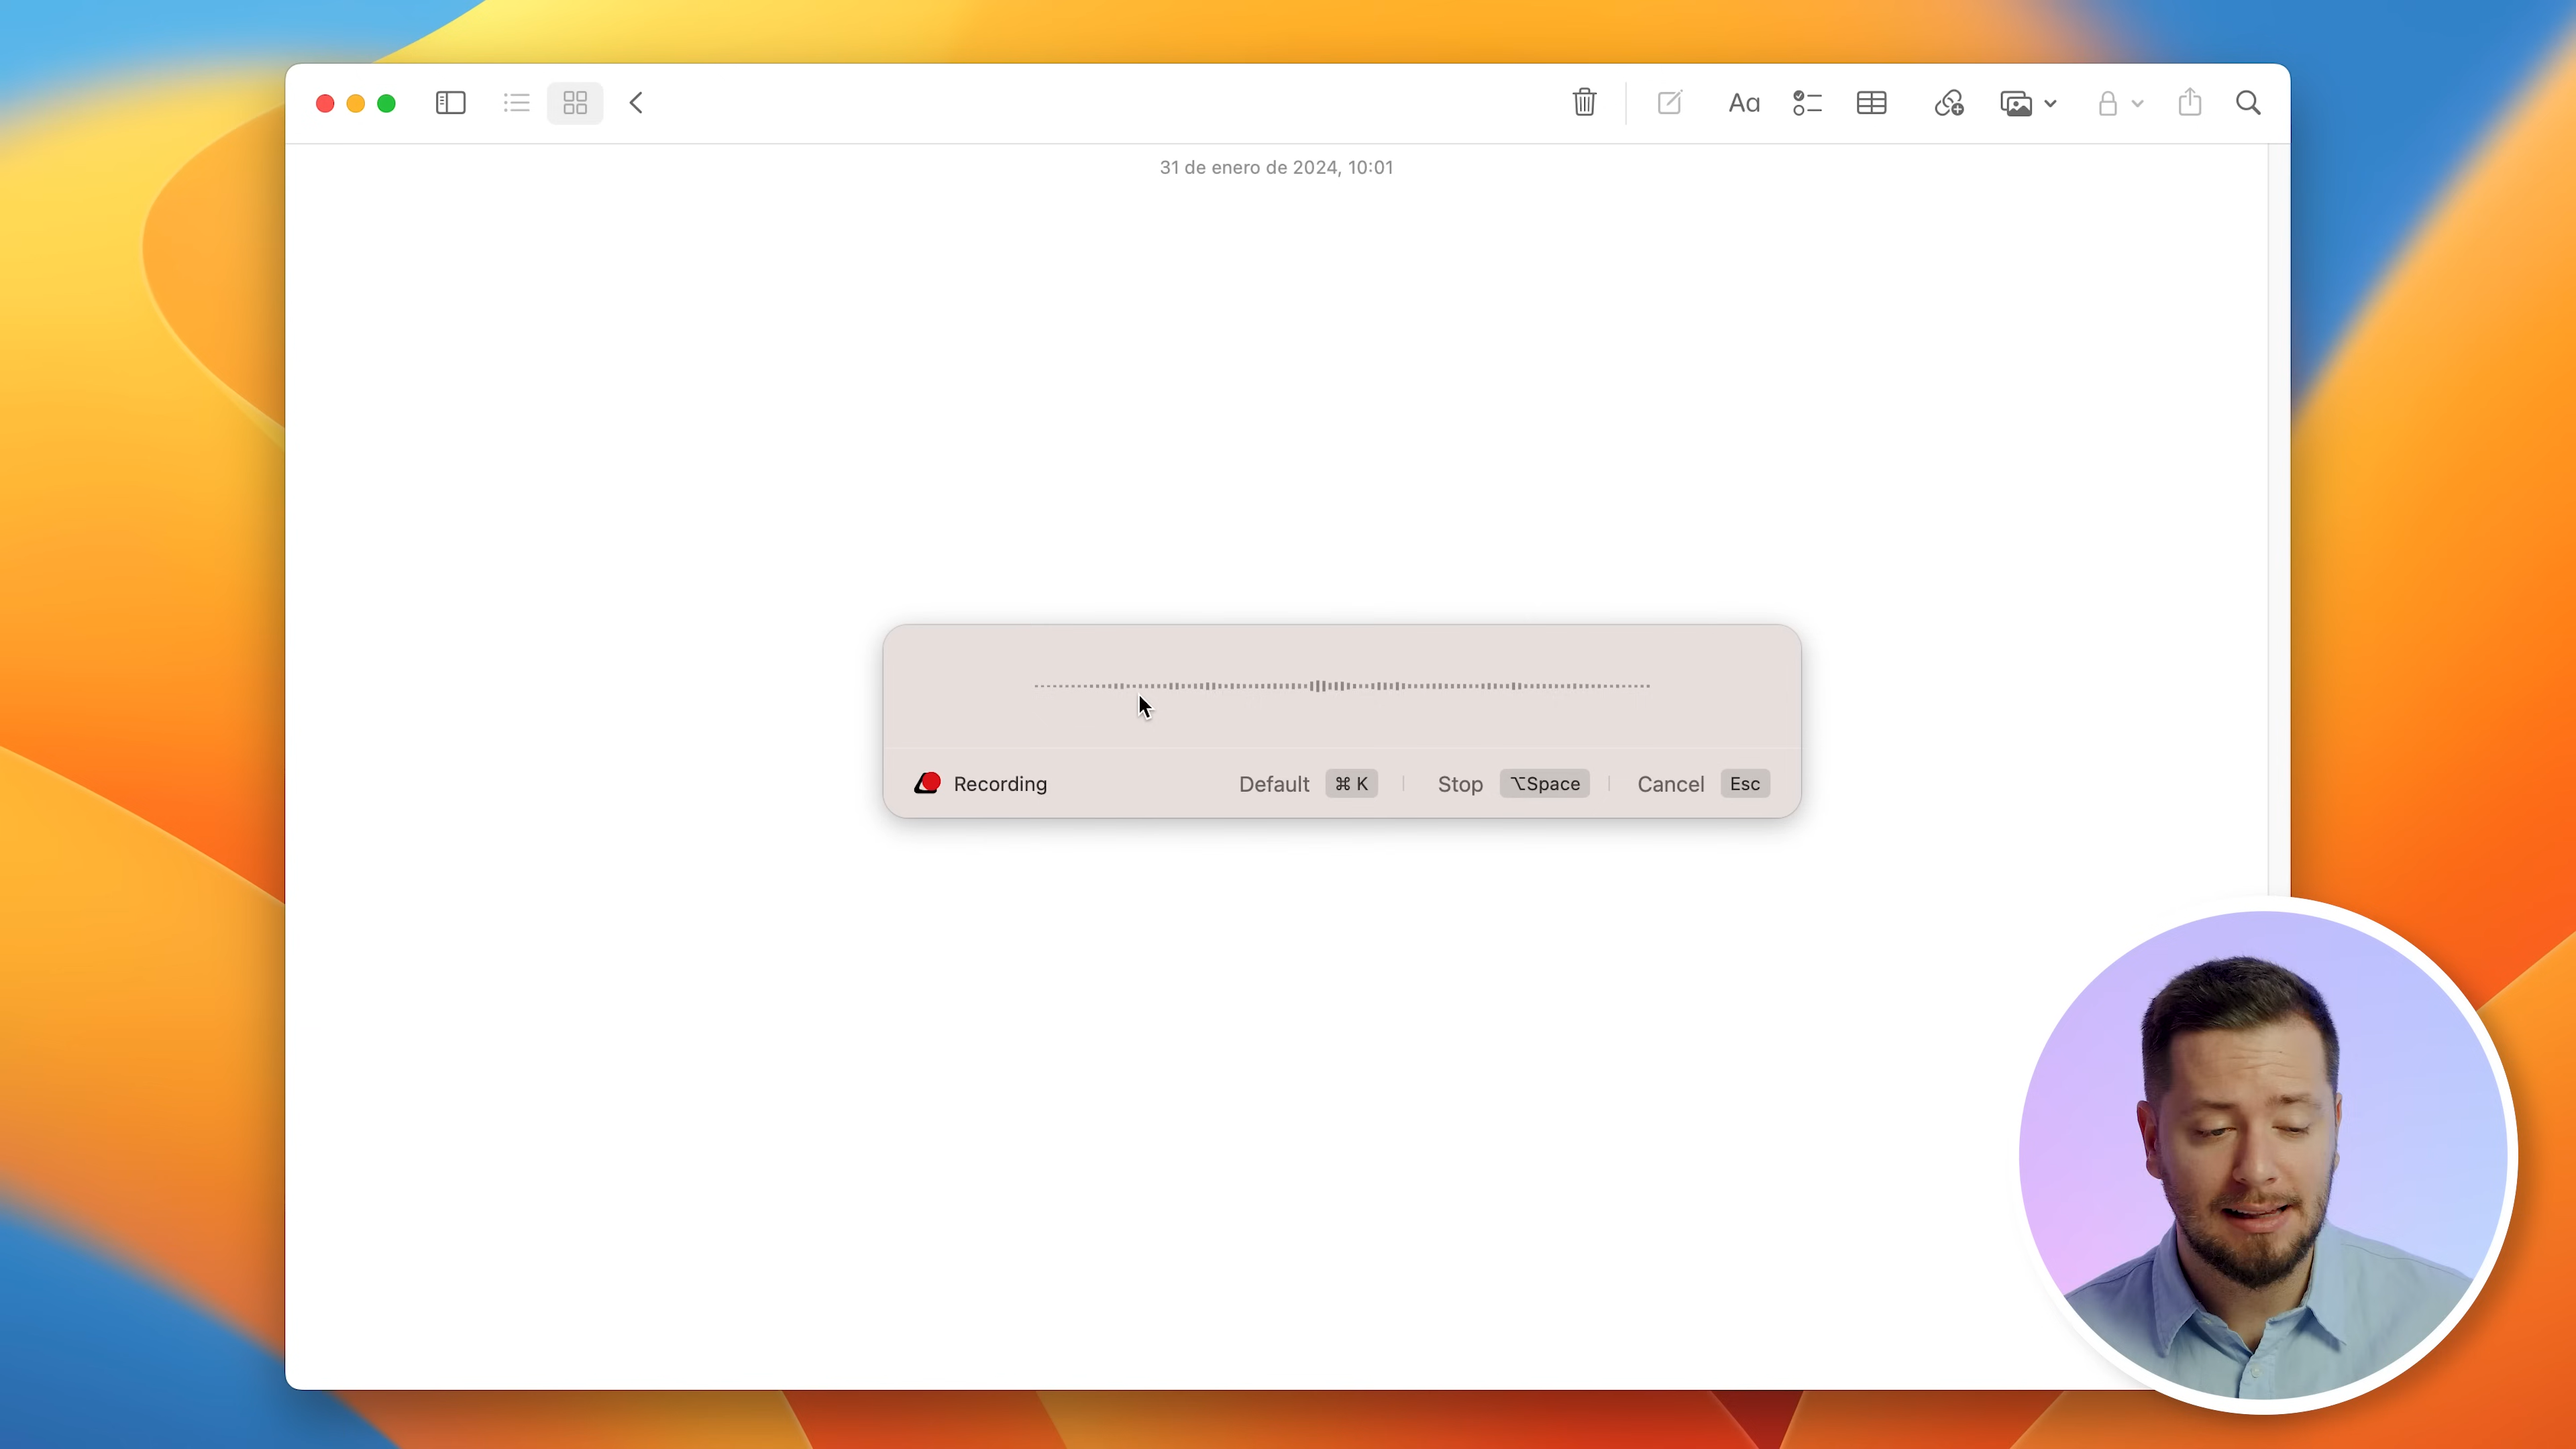 Aa
31 de enero de 2024, 10:01
Recording Default ⌘ K Stop ⌥Space Cancel Esc